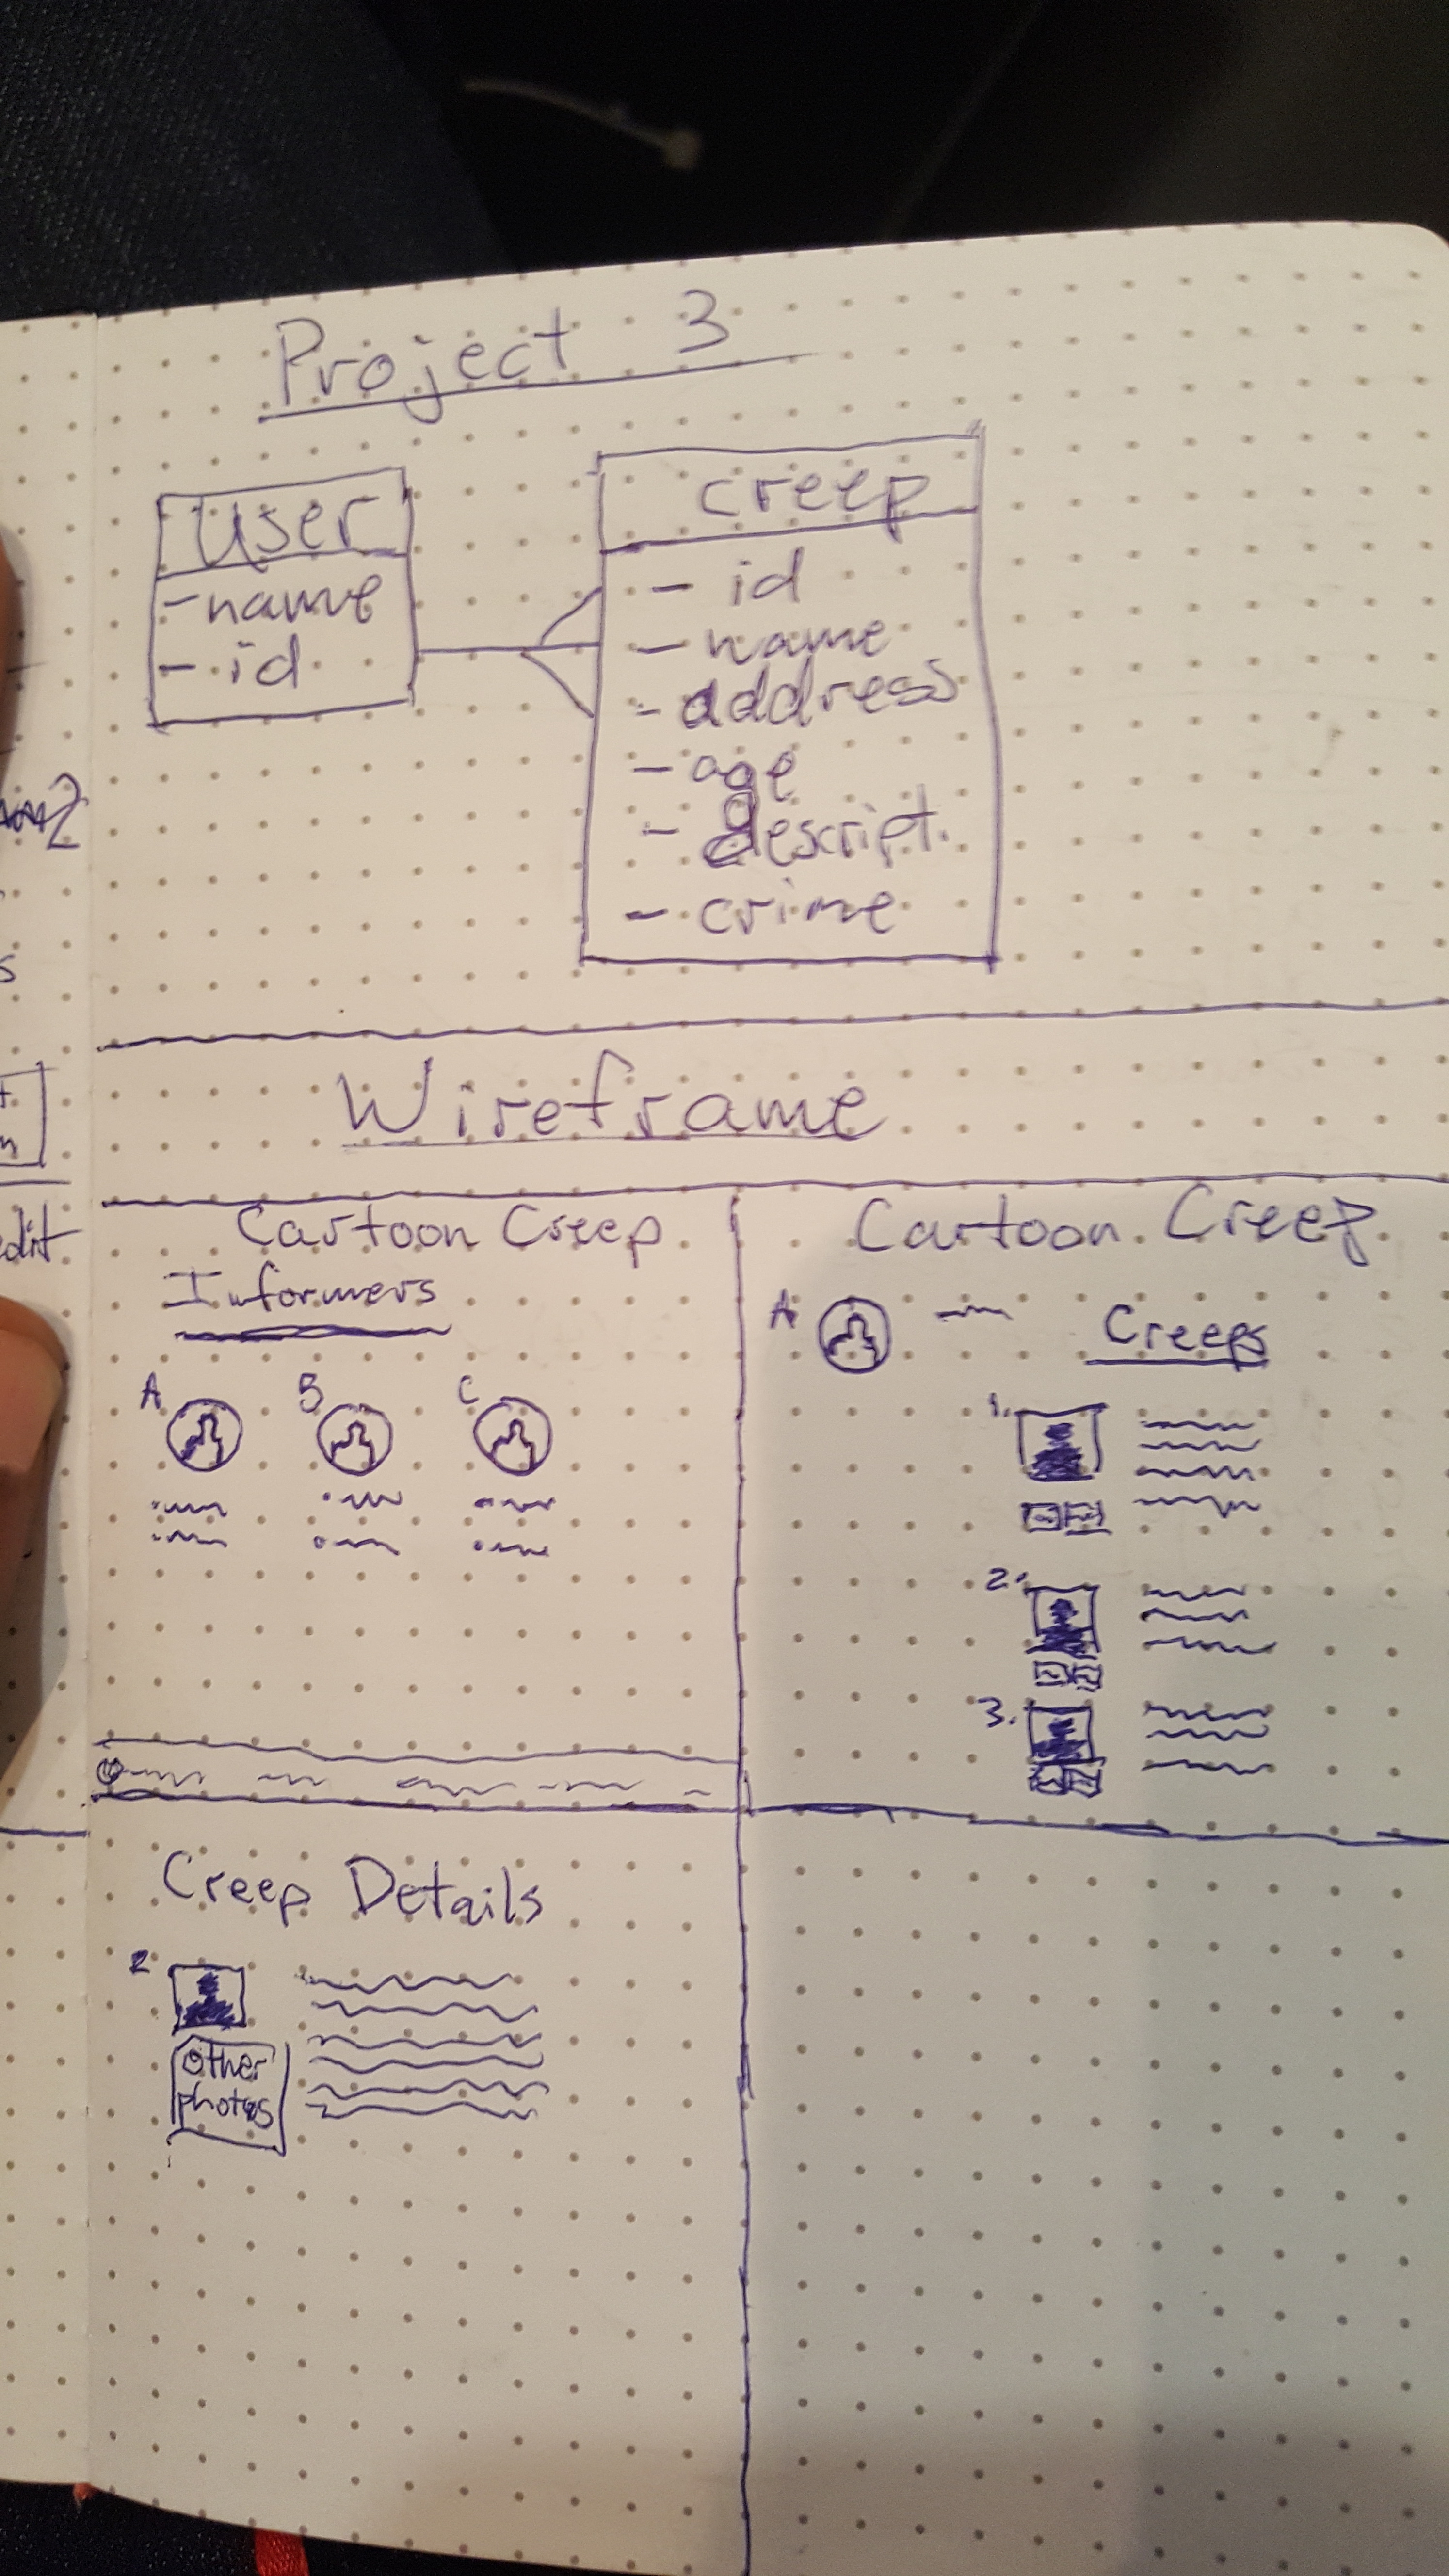 Project 3
User
- name
- id
creep
- id
- name
- address
- age
- descript.
- crime
Wireframe
Cartoon Creep
Informers
A B C
Cartoon Creep
A
Creeps
1.
2.
3.
Creep Details
2
other
photos
edit